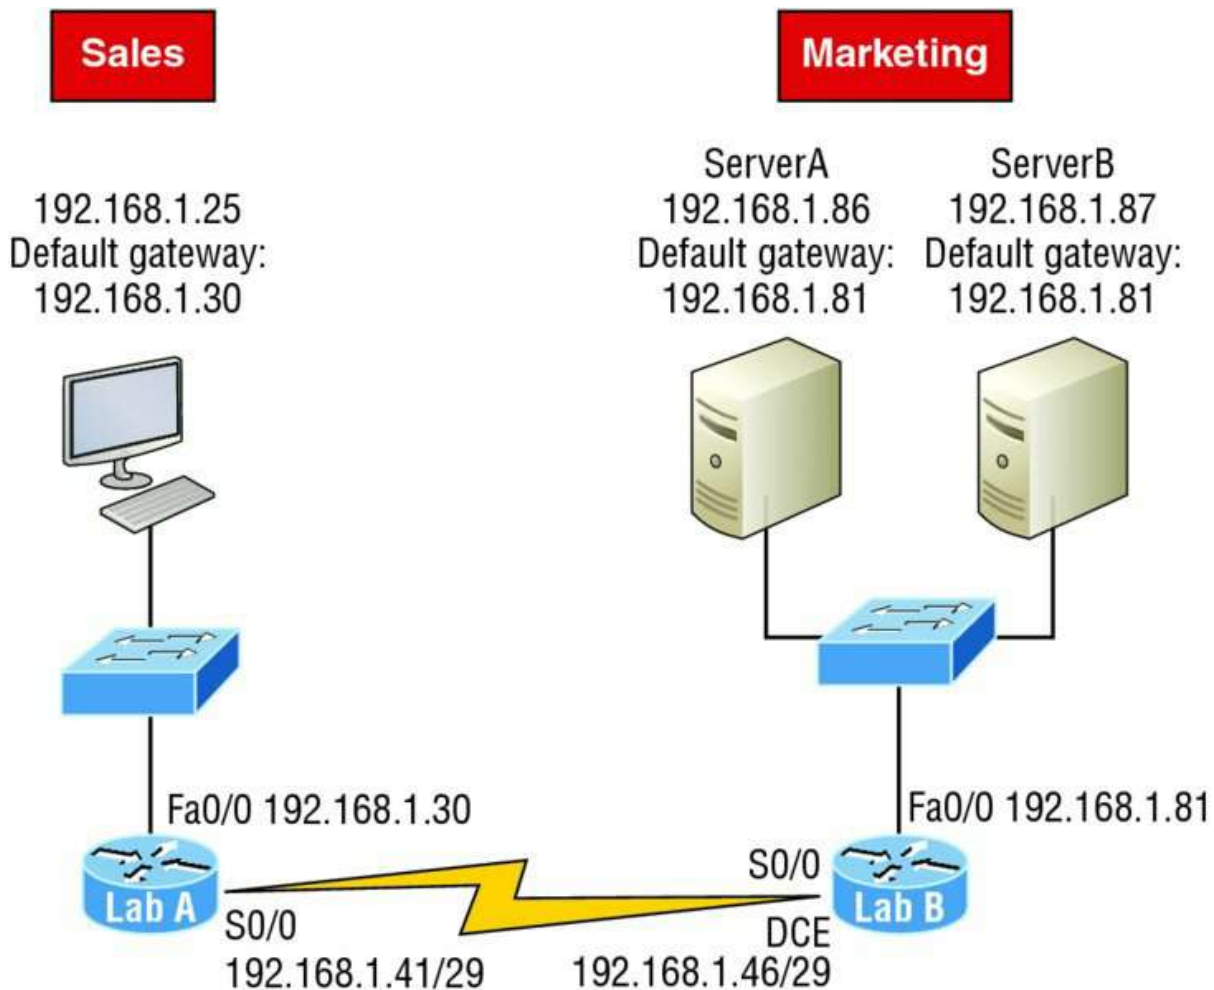 Sales
Marketing
192.168.1.25
Default gateway:
192.168.1.30
ServerA
192.168.1.86
Default gateway:
192.168.1.81
ServerB
192.168.1.87
Default gateway:
192.168.1.81
Fa0/0 192.168.1.30
Fa0/0 192.168.1.81
Lab A
S0/0
192.168.1.41/29
S0/0
Lab B
DCE
192.168.1.46/29